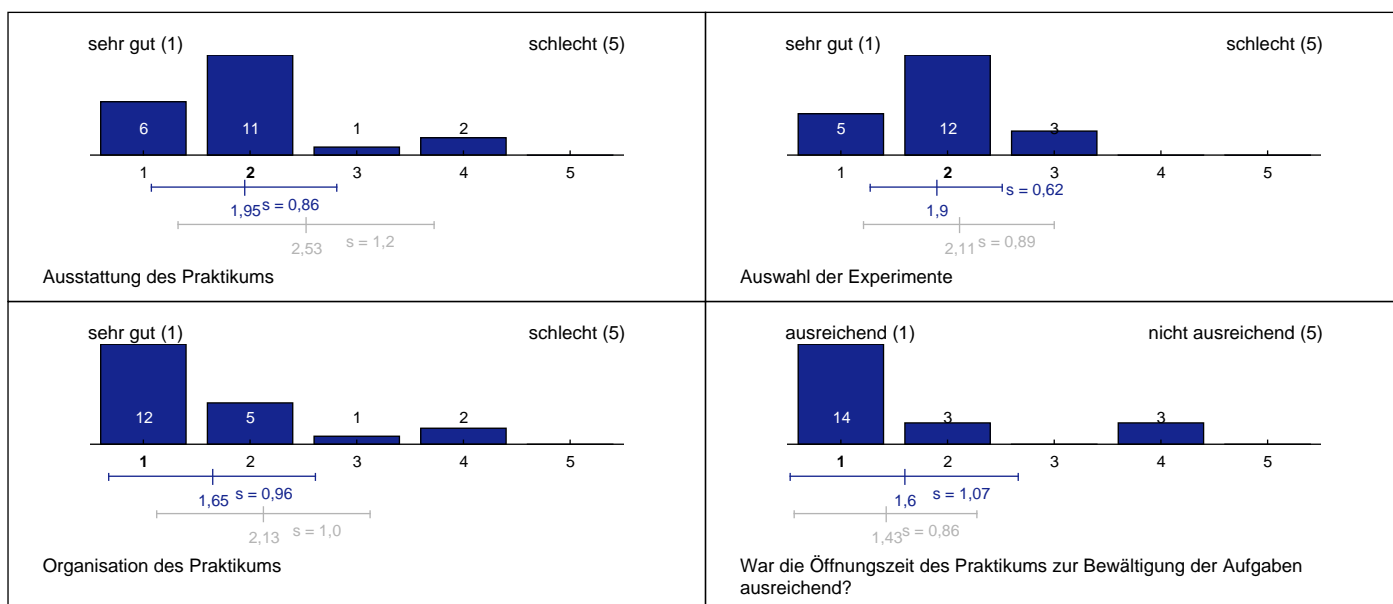 sehr gut (1) schlecht (5)
6 11 1 2
1 2 3 4 5
1,95 s = 0,86
2,53 s = 1,2
Ausstattung des Praktikums
sehr gut (1) schlecht (5)
5 12 3
1 2 3 4 5
1,9 s = 0,62
2,11 s = 0,89
Auswahl der Experimente
sehr gut (1) schlecht (5)
12 5 1 2
1 2 3 4 5
1,65 s = 0,96
2,13 s = 1,0
Organisation des Praktikums
ausreichend (1) nicht ausreichend (5)
14 3 3
1 2 3 4 5
1,6 s = 1,07
1,43 s = 0,86
War die Öffnungszeit des Praktikums zur Bewältigung der Aufgaben
ausreichend?